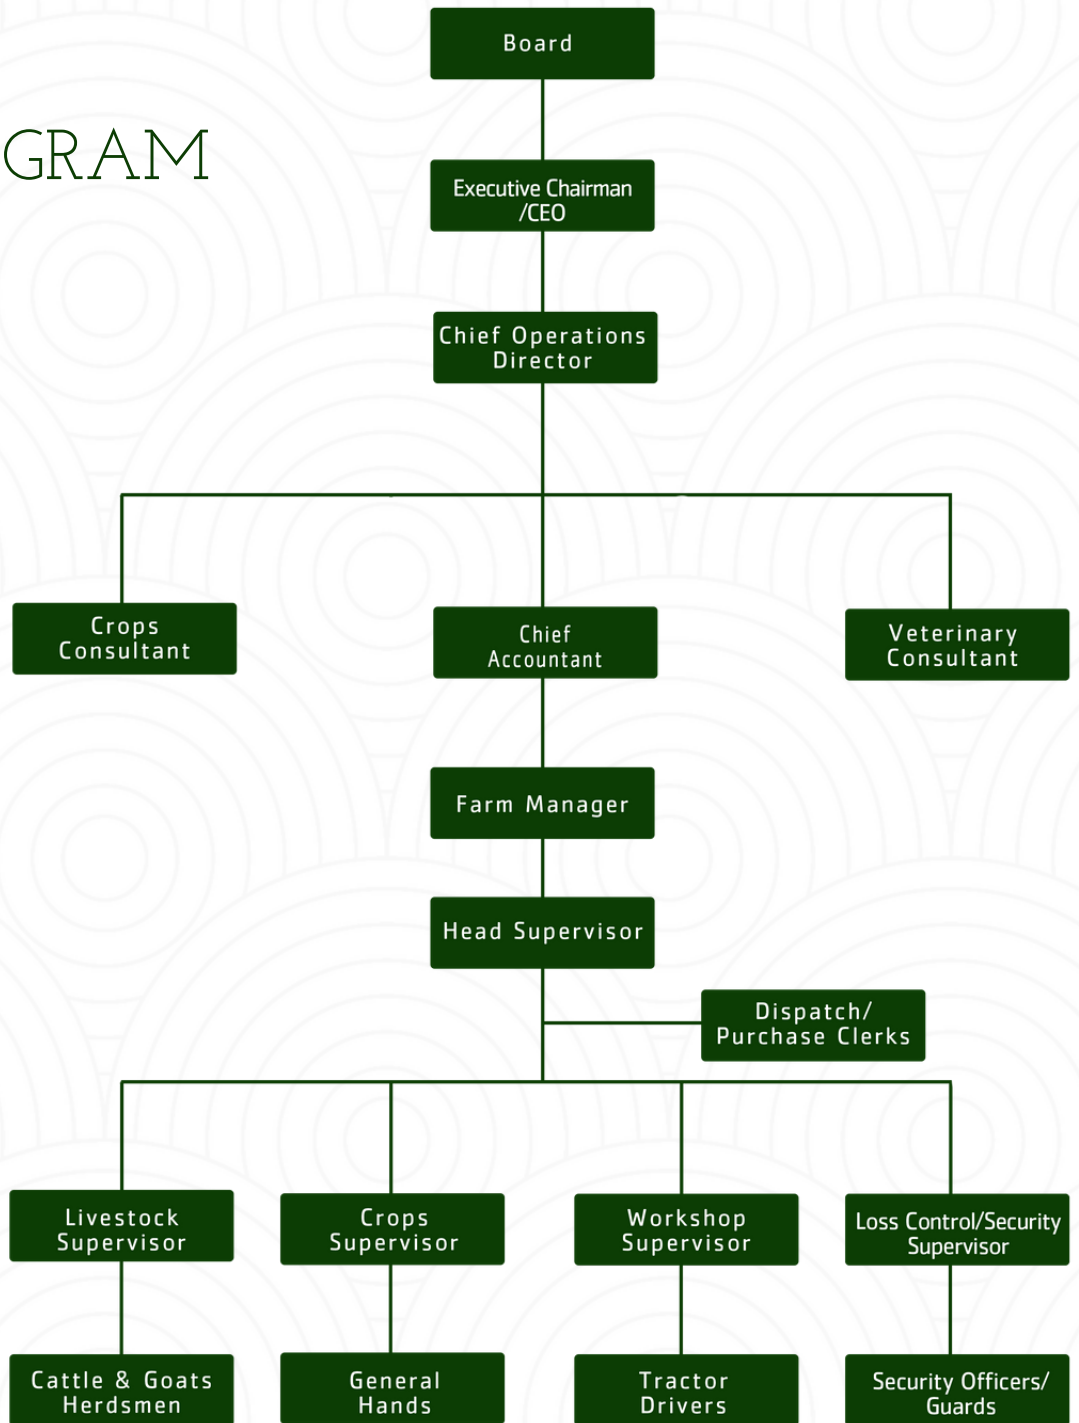 Board
GRAM
Executive Chairman
/CEO
Chief Operations
Director
Crops
Consultant
Chief
Accountant
Veterinary
Consultant
Farm Manager
Head Supervisor
Dispatch/
Purchase Clerks
Livestock
Supervisor
Crops
Supervisor
Workshop
Supervisor
Loss Control/Security
Supervisor
Cattle & Goats
Herdsmen
General
Hands
Tractor
Drivers
Security Officers/
Guards